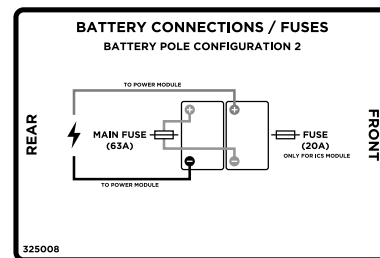 BATTERY CONNECTIONS / FUSES
BATTERY POLE CONFIGURATION 2
TO POWER MODULE
REAR
MAIN FUSE
(63A)
FUSE
(20A)
ONLY FOR ICS MODULE
FRONT
TO POWER MODULE
325008